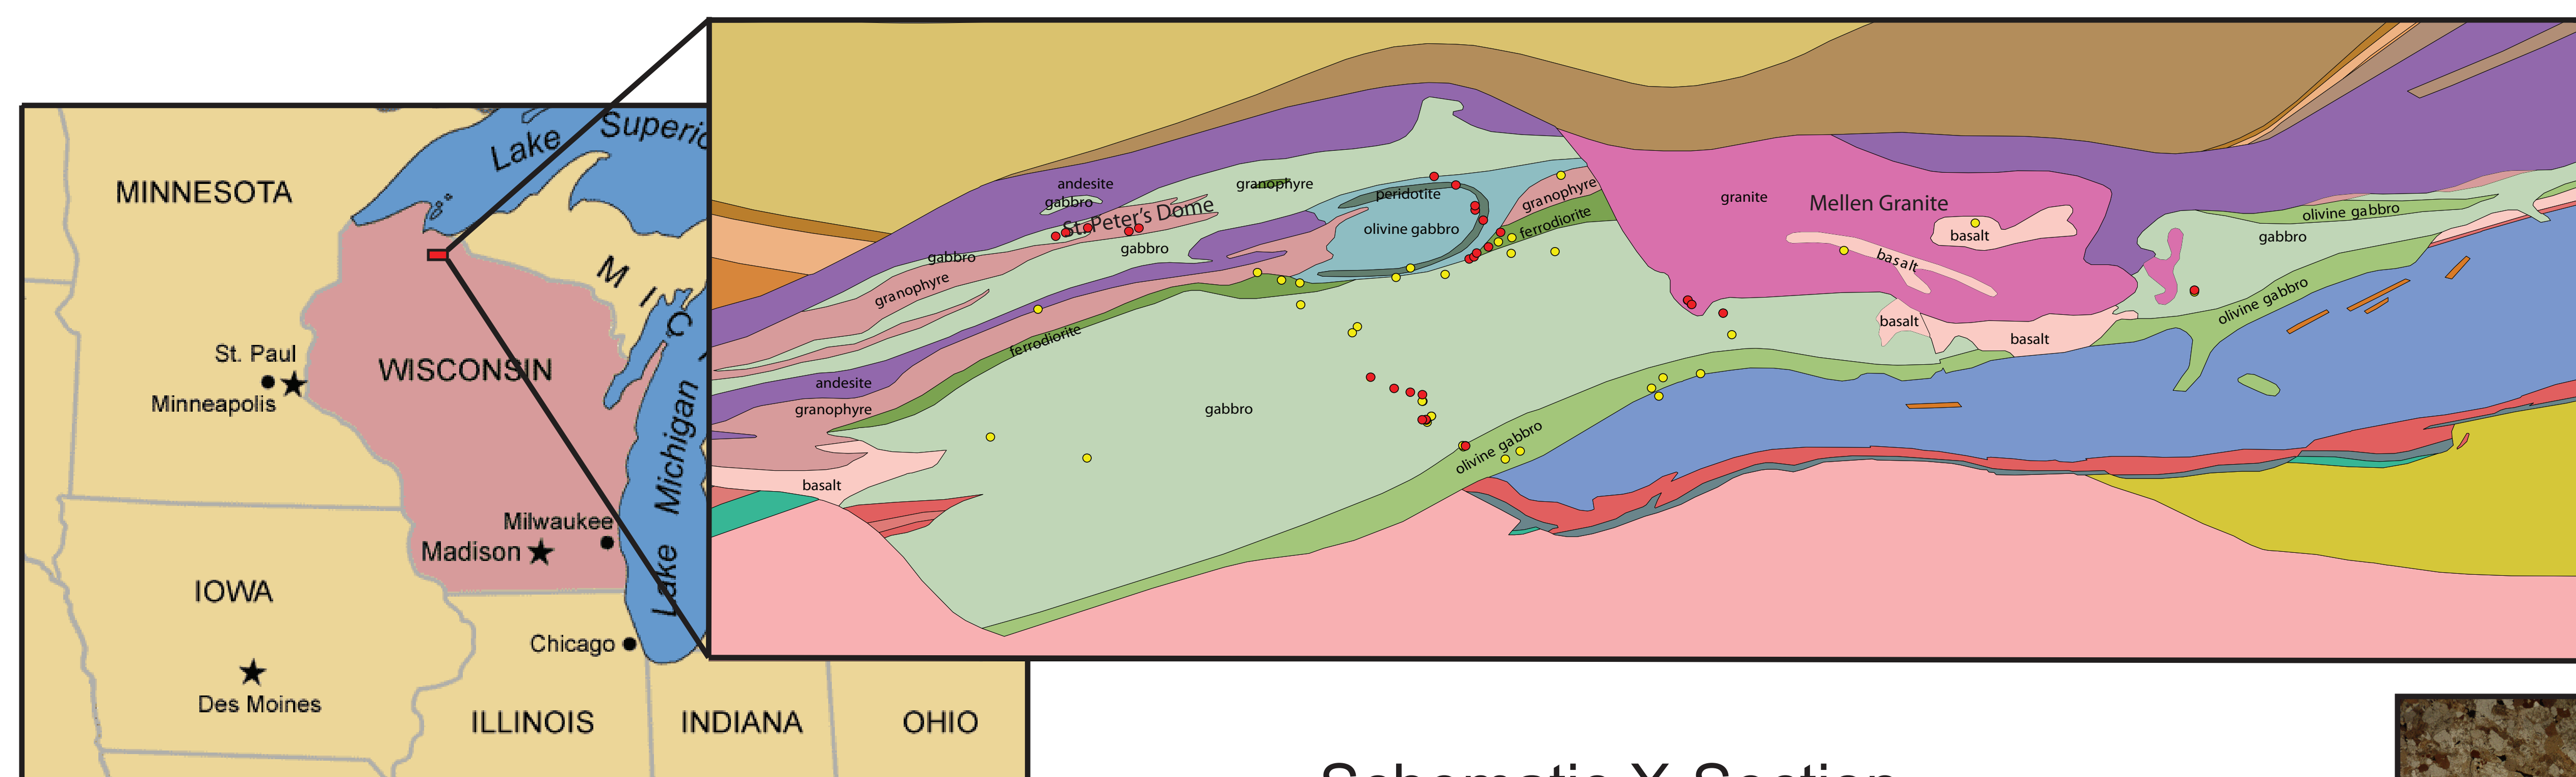 Lake
Superio
MINNESOTA
M I C
St. Paul
Minneapolis
WISCONSIN
Lake Michigan
Milwaukee
Madison
IOWA
Chicago
Des Moines
ILLINOIS
INDIANA
OHIO
andesite
gabbro
St. Peter's Dome
granophyre
peridotite
granophyre
granite
Mellen Granite
basalt
olivine gabbro
gabbro
olivine gabbro
ferrodiorite
gabbro
gabbro
basalt
granophyre
olivine gabbro
ferrodiorite
basalt
basalt
andesite
granophyre
gabbro
olivine gabbro
basalt
Schematic X-Section